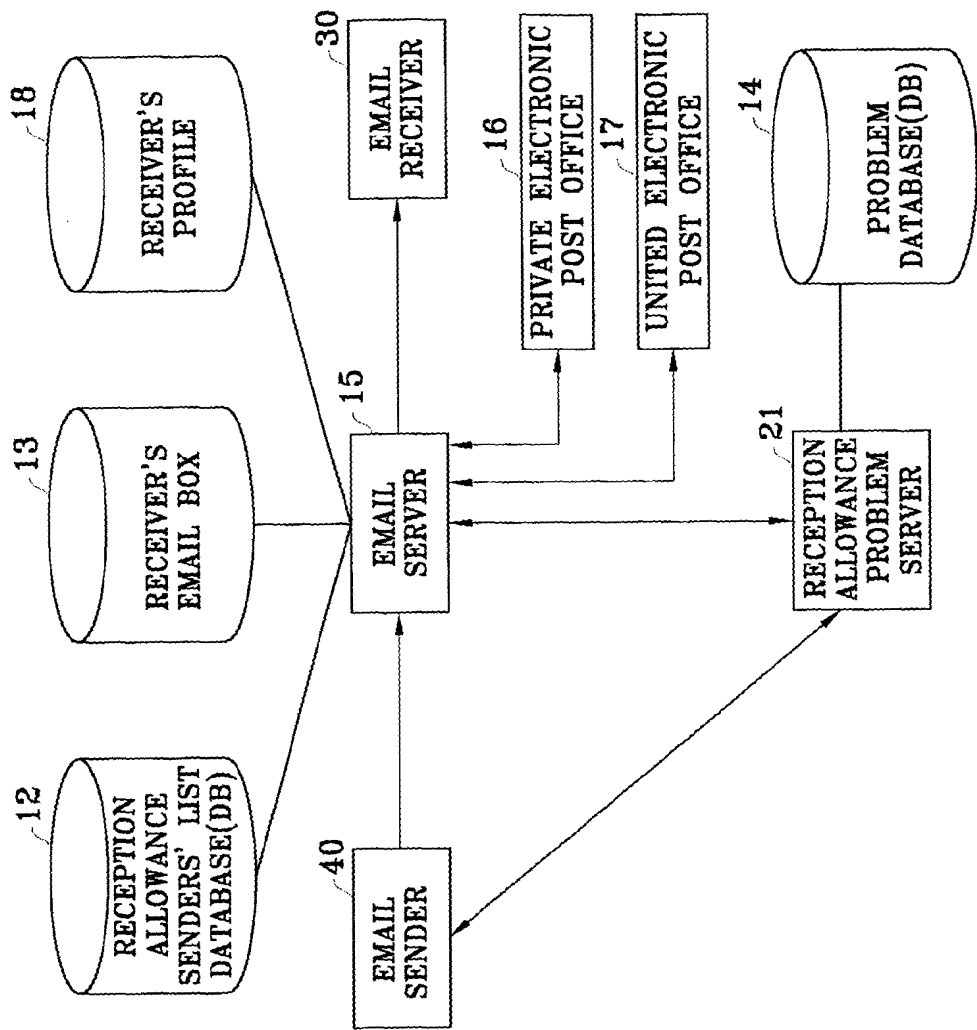 12
RECEPTION
ALLOWANCE
SENDERS' LIST
DATABASE(DB)
13
RECEIVER'S
EMAIL BOX
18
RECEIVER'S
PROFILE
40
EMAIL
SENDER
15
EMAIL
SERVER
30
EMAIL
RECEIVER
16
PRIVATE ELECTRONIC
POST OFFICE
17
UNITED ELECTRONIC
POST OFFICE
21
RECEPTION
ALLOWANCE
PROBLEM
SERVER
14
PROBLEM
DATABASE(DB)